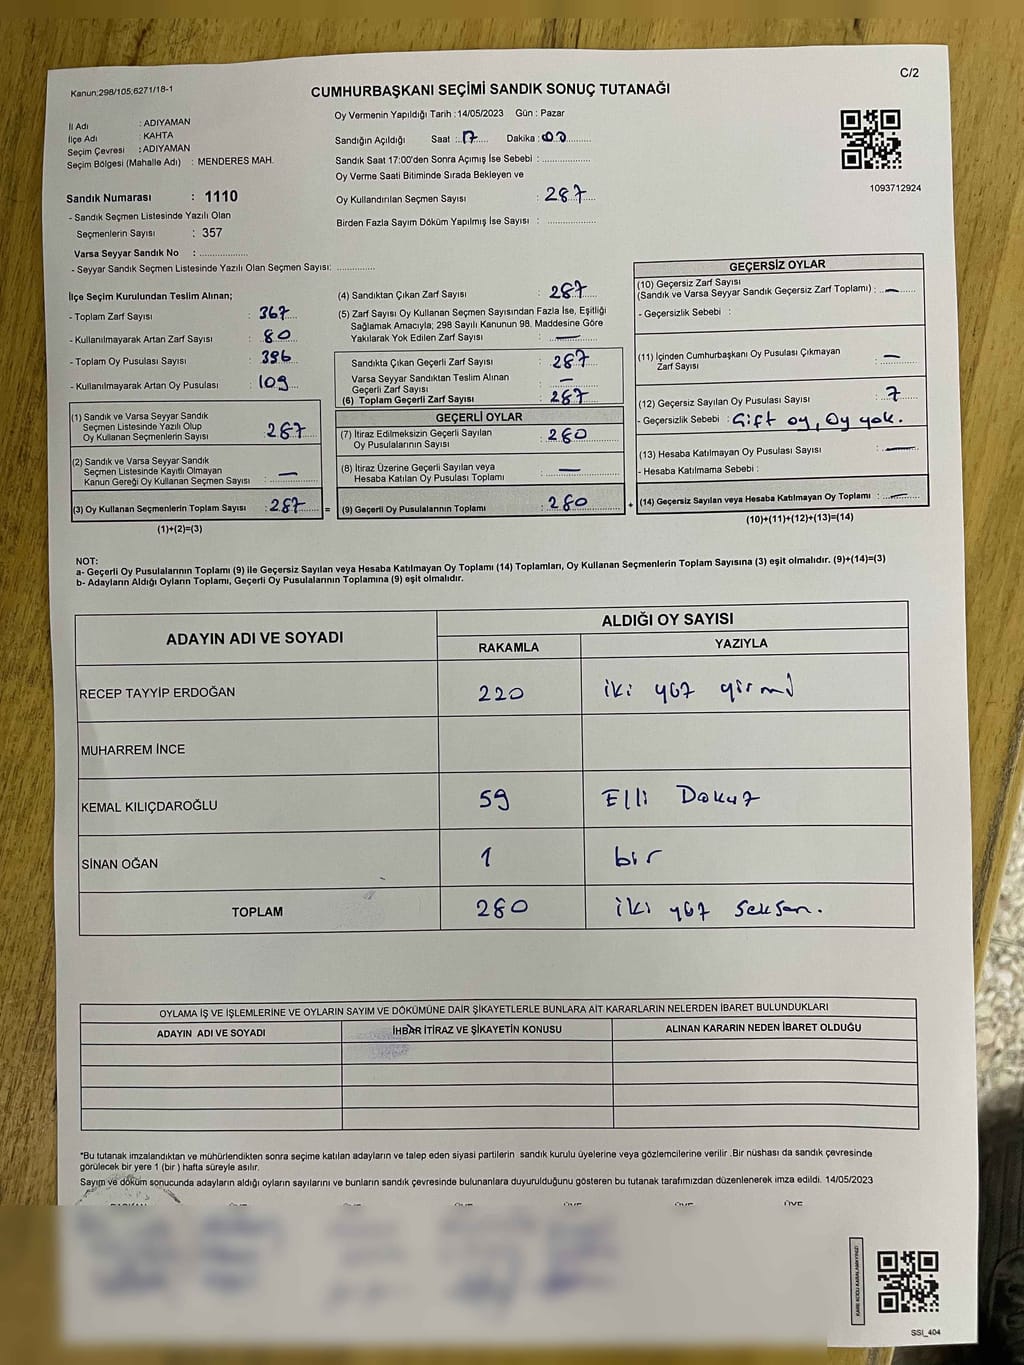 C/2
Kanun:298/105,6271/18-1
CUMHURBAŞKANI SEÇİMİ SANDIK SONUÇ TUTANAĞI
Oy Vermenin Yapıldığı Tarih :14/05/2023 Gün : Pazar
İl Adı : ADIYAMAN
İlçe Adı : KAHTA
Seçim Çevresi : ADIYAMAN
Seçim Bölgesi (Mahalle Adı) : MENDERES MAH.
Sandığın Açıldığı Saat : 17 Dakika : 00
Sandık Saat 17:00'den Sonra Açımış İse Sebebi :
Oy Verme Saati Bitiminde Sırada Bekleyen ve
Oy Kullandırılan Seçmen Sayısı : 287
Birden Fazla Sayım Döküm Yapılmış İse Sayısı :
1093712924
Sandık Numarası : 1110
- Sandık Seçmen Listesinde Yazılı Olan
Seçmenlerin Sayısı : 357
Varsa Seyyar Sandık No :
- Seyyar Sandık Seçmen Listesinde Yazılı Olan Seçmen Sayısı:
İlçe Seçim Kurulundan Teslim Alınan;
- Toplam Zarf Sayısı : 367
- Kullanılmayarak Artan Zarf Sayısı : 80
- Toplam Oy Pusulası Sayısı : 396
- Kullanılmayarak Artan Oy Pusulası : 109
(1) Sandık ve Varsa Seyyar Sandık
Seçmen Listesinde Yazılı Olup
Oy Kullanan Seçmenlerin Sayısı : 287
(2) Sandık ve Varsa Seyyar Sandık
Seçmen Listesinde Kayıtlı Olmayan
Kanun Gereği Oy Kullanan Seçmen Sayısı : —
(3) Oy Kullanan Seçmenlerin Toplam Sayısı : 287 =
(1)+(2)=(3)
(4) Sandıktan Çıkan Zarf Sayısı : 287
(5) Zarf Sayısı Oy Kullanan Seçmen Sayısından Fazla İse, Eşitliği
Sağlamak Amacıyla; 298 Sayılı Kanunun 98. Maddesine Göre
Yakılarak Yok Edilen Zarf Sayısı : —
Sandıkta Çıkan Geçerli Zarf Sayısı : 287
Varsa Seyyar Sandıktan Teslim Alınan
Geçerli Zarf Sayısı : —
(6) Toplam Geçerli Zarf Sayısı : 287
GEÇERLİ OYLAR
(7) İtiraz Edilmeksizin Geçerli Sayılan
Oy Pusulalarının Sayısı : 280
(8) İtiraz Üzerine Geçerli Sayılan veya
Hesaba Katılan Oy Pusulası Toplamı : —
(9) Geçerli Oy Pusulalarının Toplamı : 280 +
GEÇERSİZ OYLAR
(10) Geçersiz Zarf Sayısı
(Sandık ve Varsa Seyyar Sandık Geçersiz Zarf Toplamı) : —
- Geçersizlik Sebebi :
(11) İçinden Cumhurbaşkanı Oy Pusulası Çıkmayan
Zarf Sayısı : —
(12) Geçersiz Sayılan Oy Pusulası Sayısı : 7
- Geçersizlik Sebebi : Gift oy, Oy yok.
(13) Hesaba Katılmayan Oy Pusulası Sayısı : —
- Hesaba Katılmama Sebebi :
(14) Geçersiz Sayılan veya Hesaba Katılmayan Oy Toplamı : —
(10)+(11)+(12)+(13)=(14)
NOT:
a- Geçerli Oy Pusulalarının Toplamı (9) ile Geçersiz Sayılan veya Hesaba Katılmayan Oy Toplamı (14) Toplamları, Oy Kullanan Seçmenlerin Toplam Sayısına (3) eşit olmalıdır. (9)+(14)=(3)
b- Adayların Aldığı Oyların Toplamı, Geçerli Oy Pusulalarının Toplamına (9) eşit olmalıdır.
ADAYIN ADI VE SOYADI ALDIĞI OY SAYISI
RAKAMLA YAZIYLA
RECEP TAYYİP ERDOĞAN 220 iki yüz yirmi
MUHARREM İNCE
KEMAL KILIÇDAROĞLU 59 Elli Dokuz
SİNAN OĞAN 1 bir
TOPLAM 280 iki yüz seksen.
OYLAMA İŞ VE İŞLEMLERİNE VE OYLARIN SAYIM VE DÖKÜMÜNE DAİR ŞİKAYETLERLE BUNLARA AİT KARARLARIN NELERDEN İBARET BULUNDUKLARI
ADAYIN ADI VE SOYADI İHBAR İTİRAZ VE ŞİKAYETİN KONUSU ALINAN KARARIN NEDEN İBARET OLDUĞU
*Bu tutanak imzalandıktan ve mühürlendikten sonra seçime katılan adayların ve talep eden siyasi partilerin sandık kurulu üyelerine veya gözlemcilerine verilir .Bir nüshası da sandık çevresinde
görülecek bir yere 1 (bir ) hafta süreyle asılır.
Sayım ve döküm sonucunda adayların aldığı oyların sayılarını ve bunların sandık çevresinde bulunanlara duyurulduğunu gösteren bu tutanak tarafımızdan düzenlenerek imza edildi. 14/05/2023
SSI_404